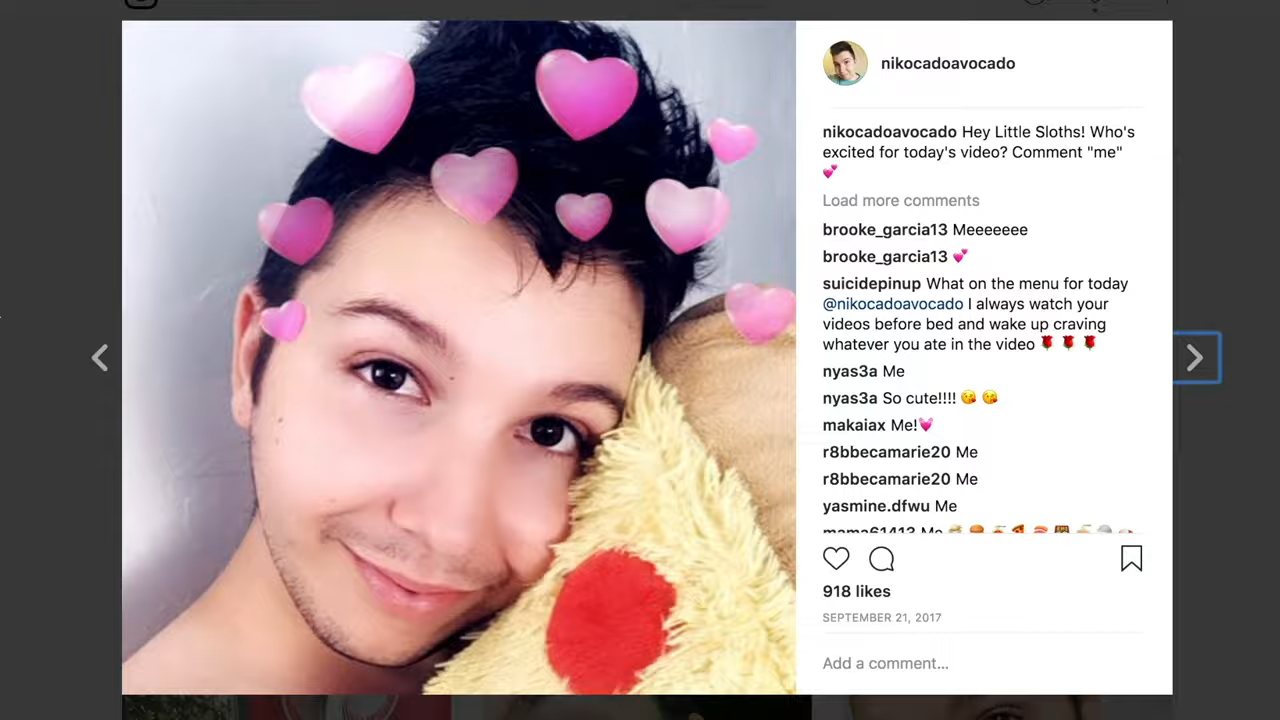 nikocadoavocado
nikocadoavocado Hey Little Sloths! Who's
excited for today's video? Comment "me"
💕
Load more comments
brooke_garcia13 Meeeeeee
brooke_garcia13 💕
suicidepinup What on the menu for today
@nikocadoavocado I always watch your
videos before bed and wake up craving
whatever you ate in the video 🌹 🌹 🌹
nyas3a Me
nyas3a So cute!!!! 😘 😘
makaiax Me!💓
r8bbecamarie20 Me
r8bbecamarie20 Me
yasmine.dfwu Me
mama61413 Me
918 likes
SEPTEMBER 21, 2017
Add a comment...